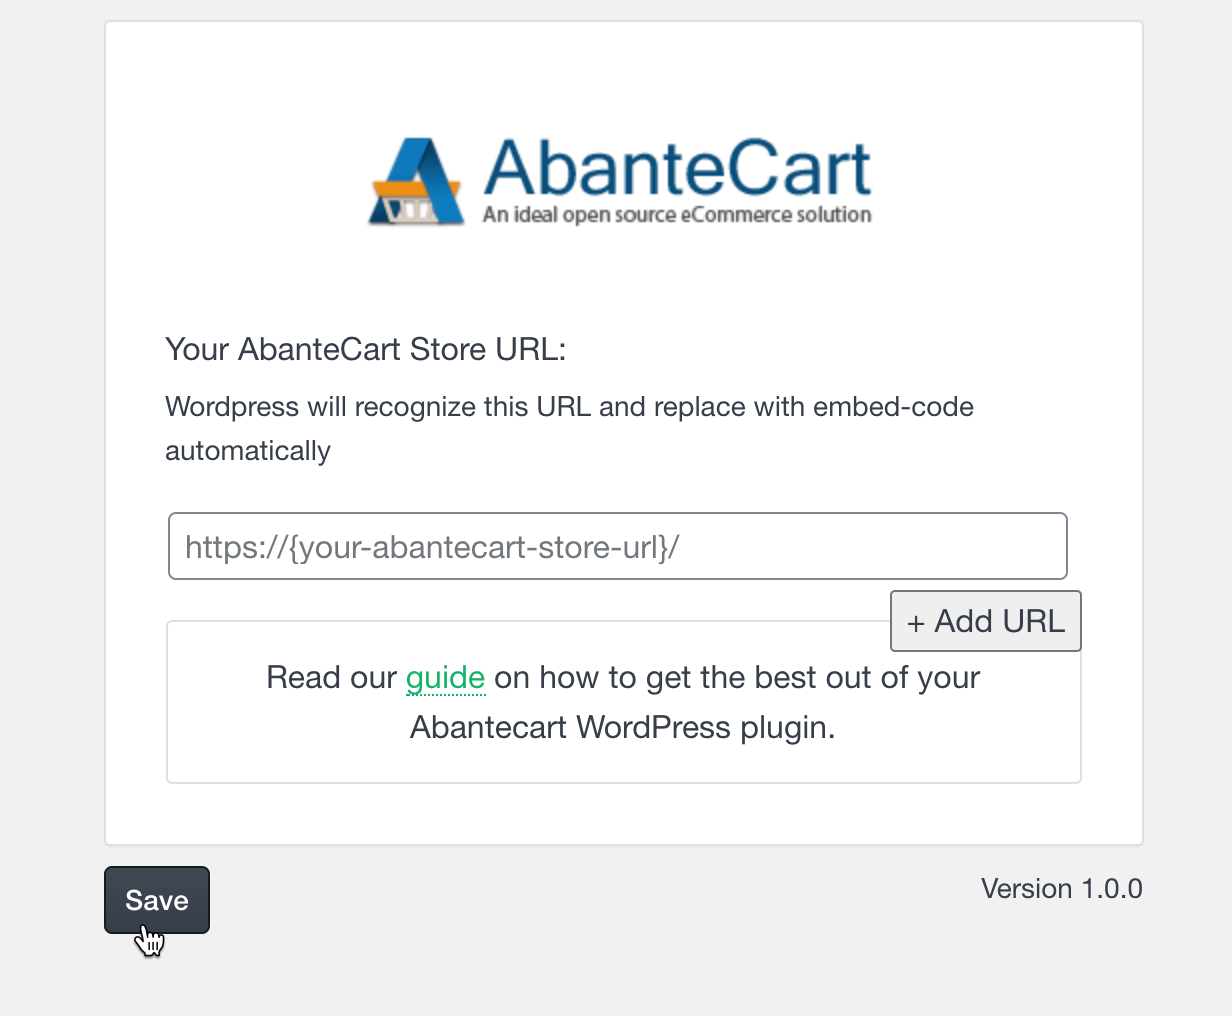 AbanteCart
An ideal open source eCommerce solution
Your AbanteCart Store URL:
Wordpress will recognize this URL and replace with embed-code
automatically
https://{your-abantecart-store-url}/
+ Add URL
Read our guide on how to get the best out of your
Abantecart WordPress plugin.
Save
Version 1.0.0